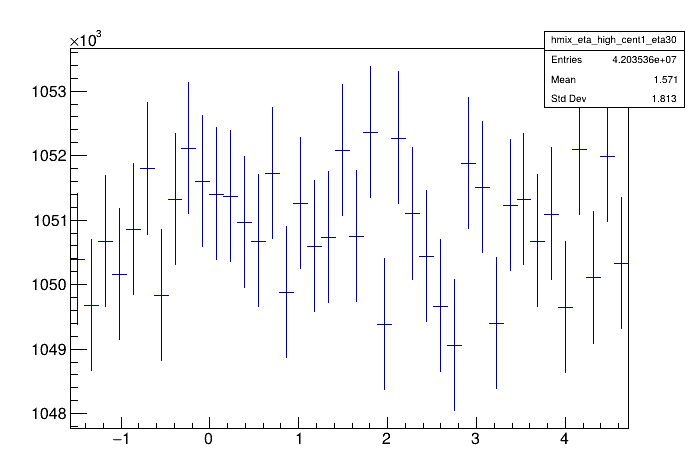 ×10³
hmix_eta_high_cent1_eta30
Entries 4.203536e+07
Mean 1.571
Std Dev 1.813
1053
1052
1051
1050
1049
1048
−1 0 1 2 3 4